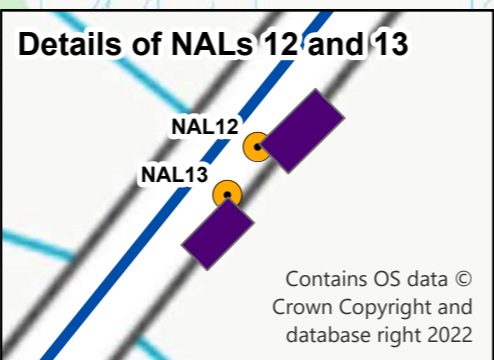 Details of NALs 12 and 13
NAL12
NAL13
Contains OS data ©
Crown Copyright and
database right 2022